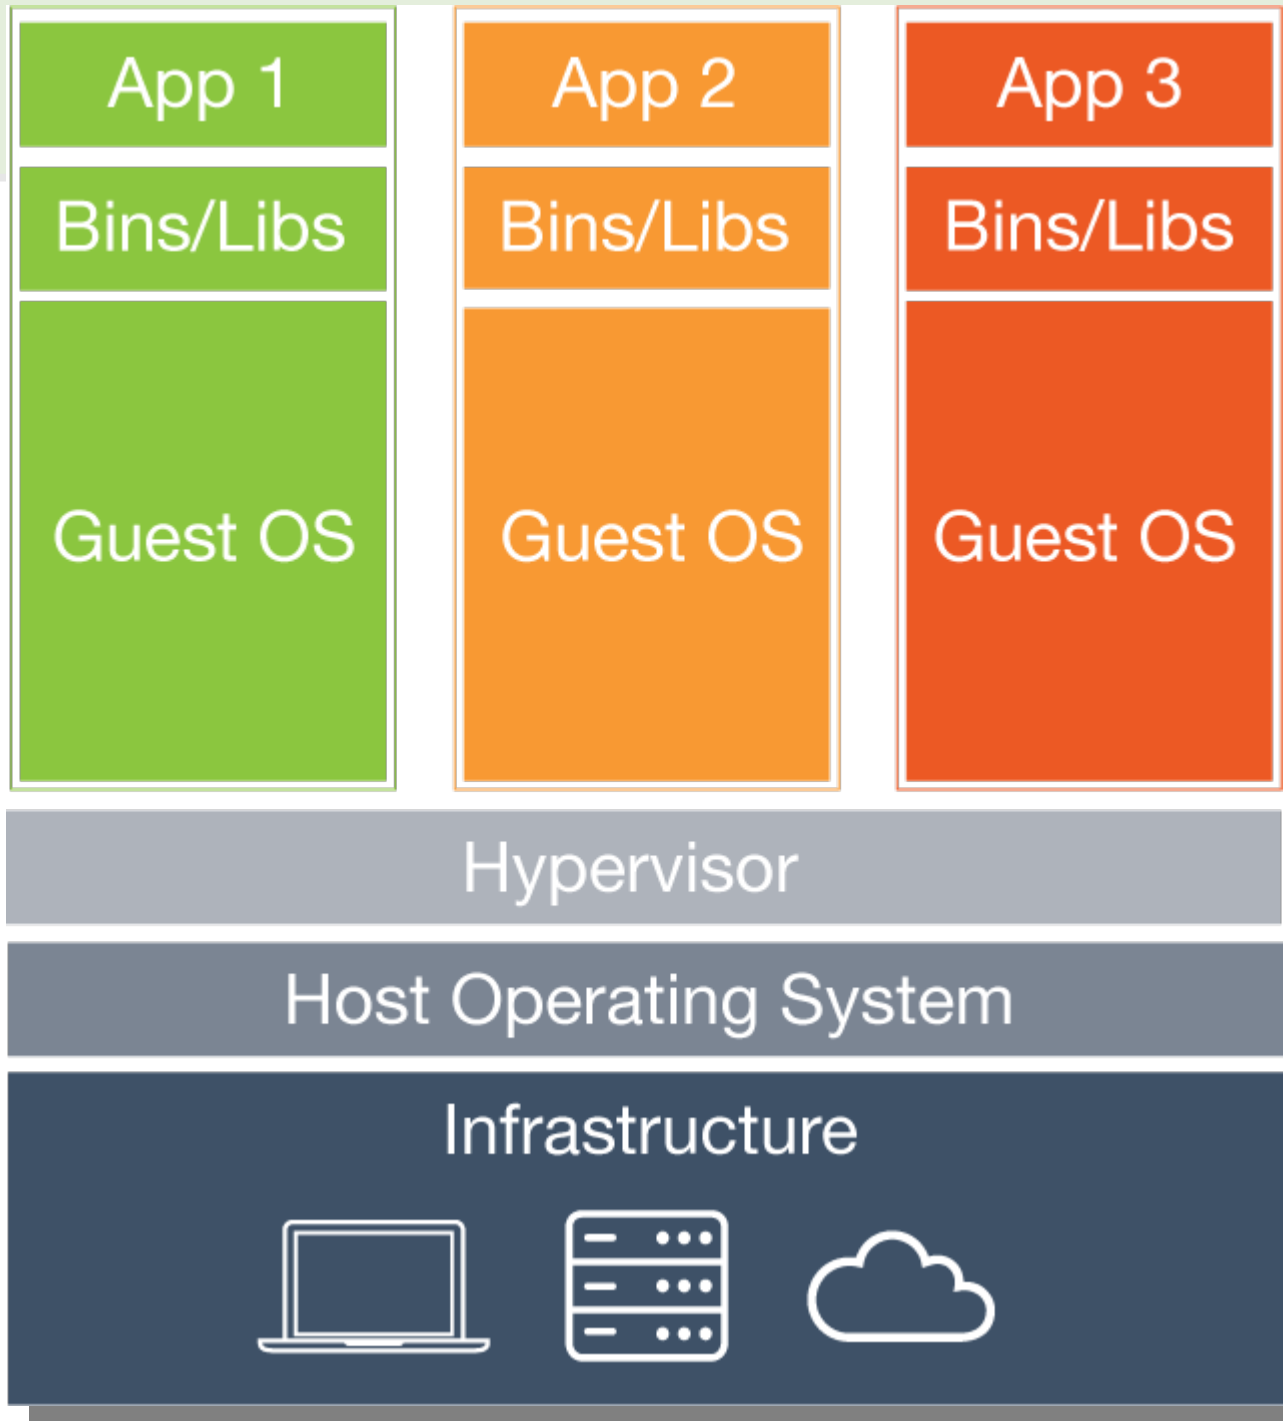 App 1
App 2
App 3
Bins/Libs
Bins/Libs
Bins/Libs
Guest OS
Guest OS
Guest OS
Hypervisor
Host Operating System
Infrastructure